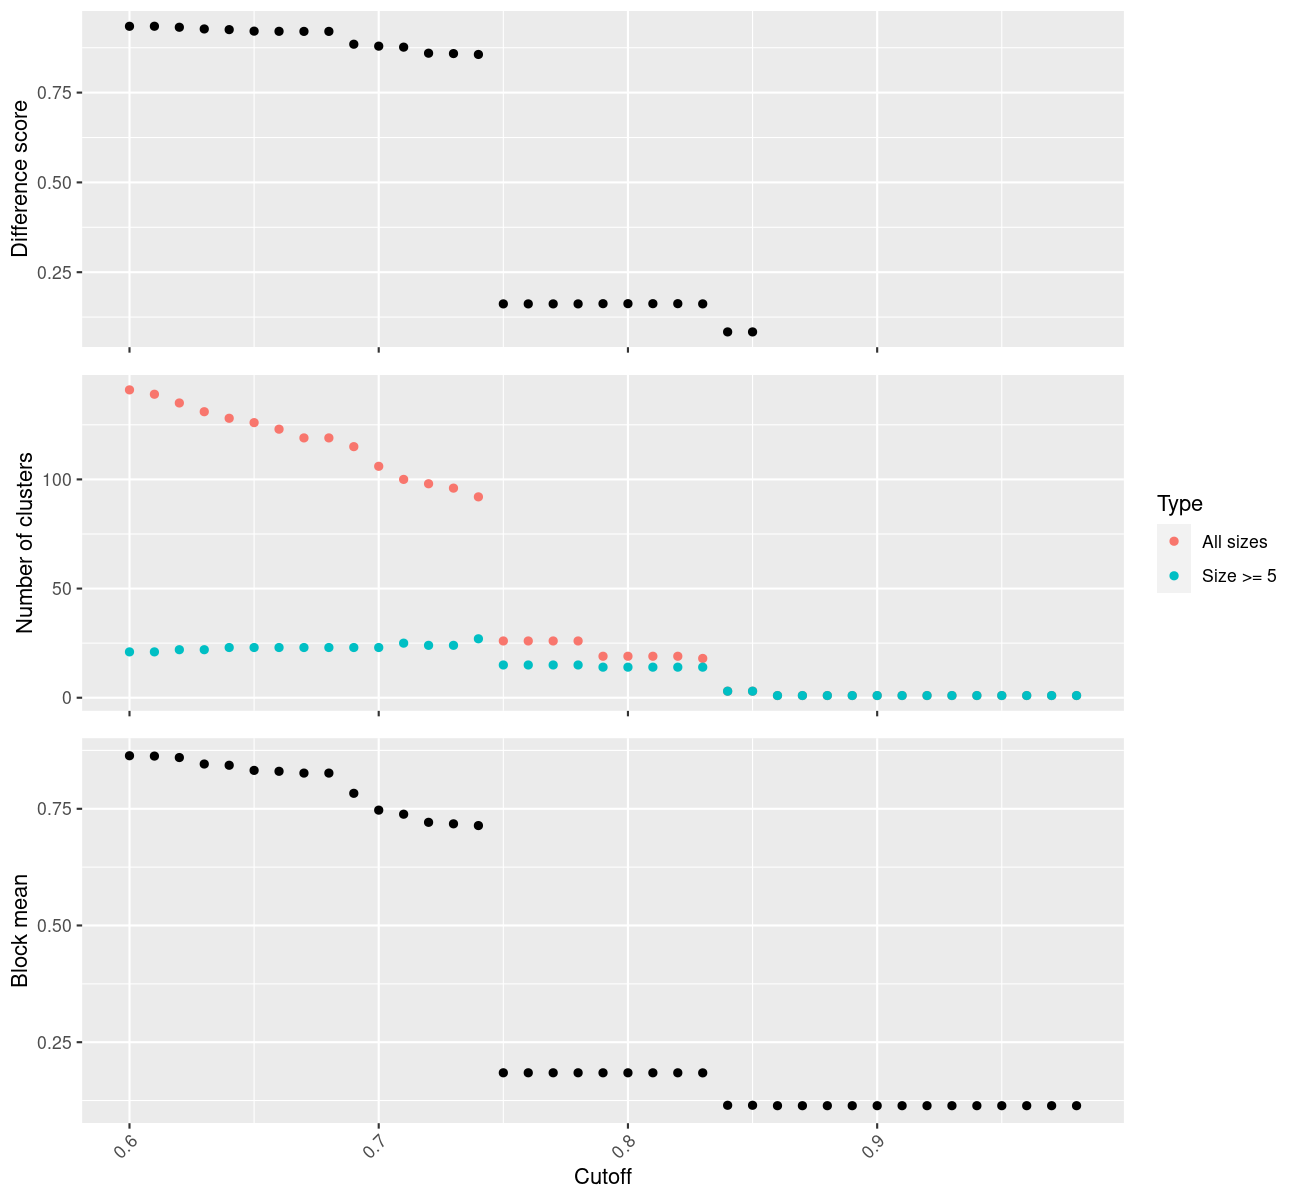 Difference score
0.75
0.50
0.25
Number of clusters
100
50
0
Type
All sizes
Size >= 5
Block mean
0.75
0.50
0.25
0.6
0.7
0.8
0.9
Cutoff